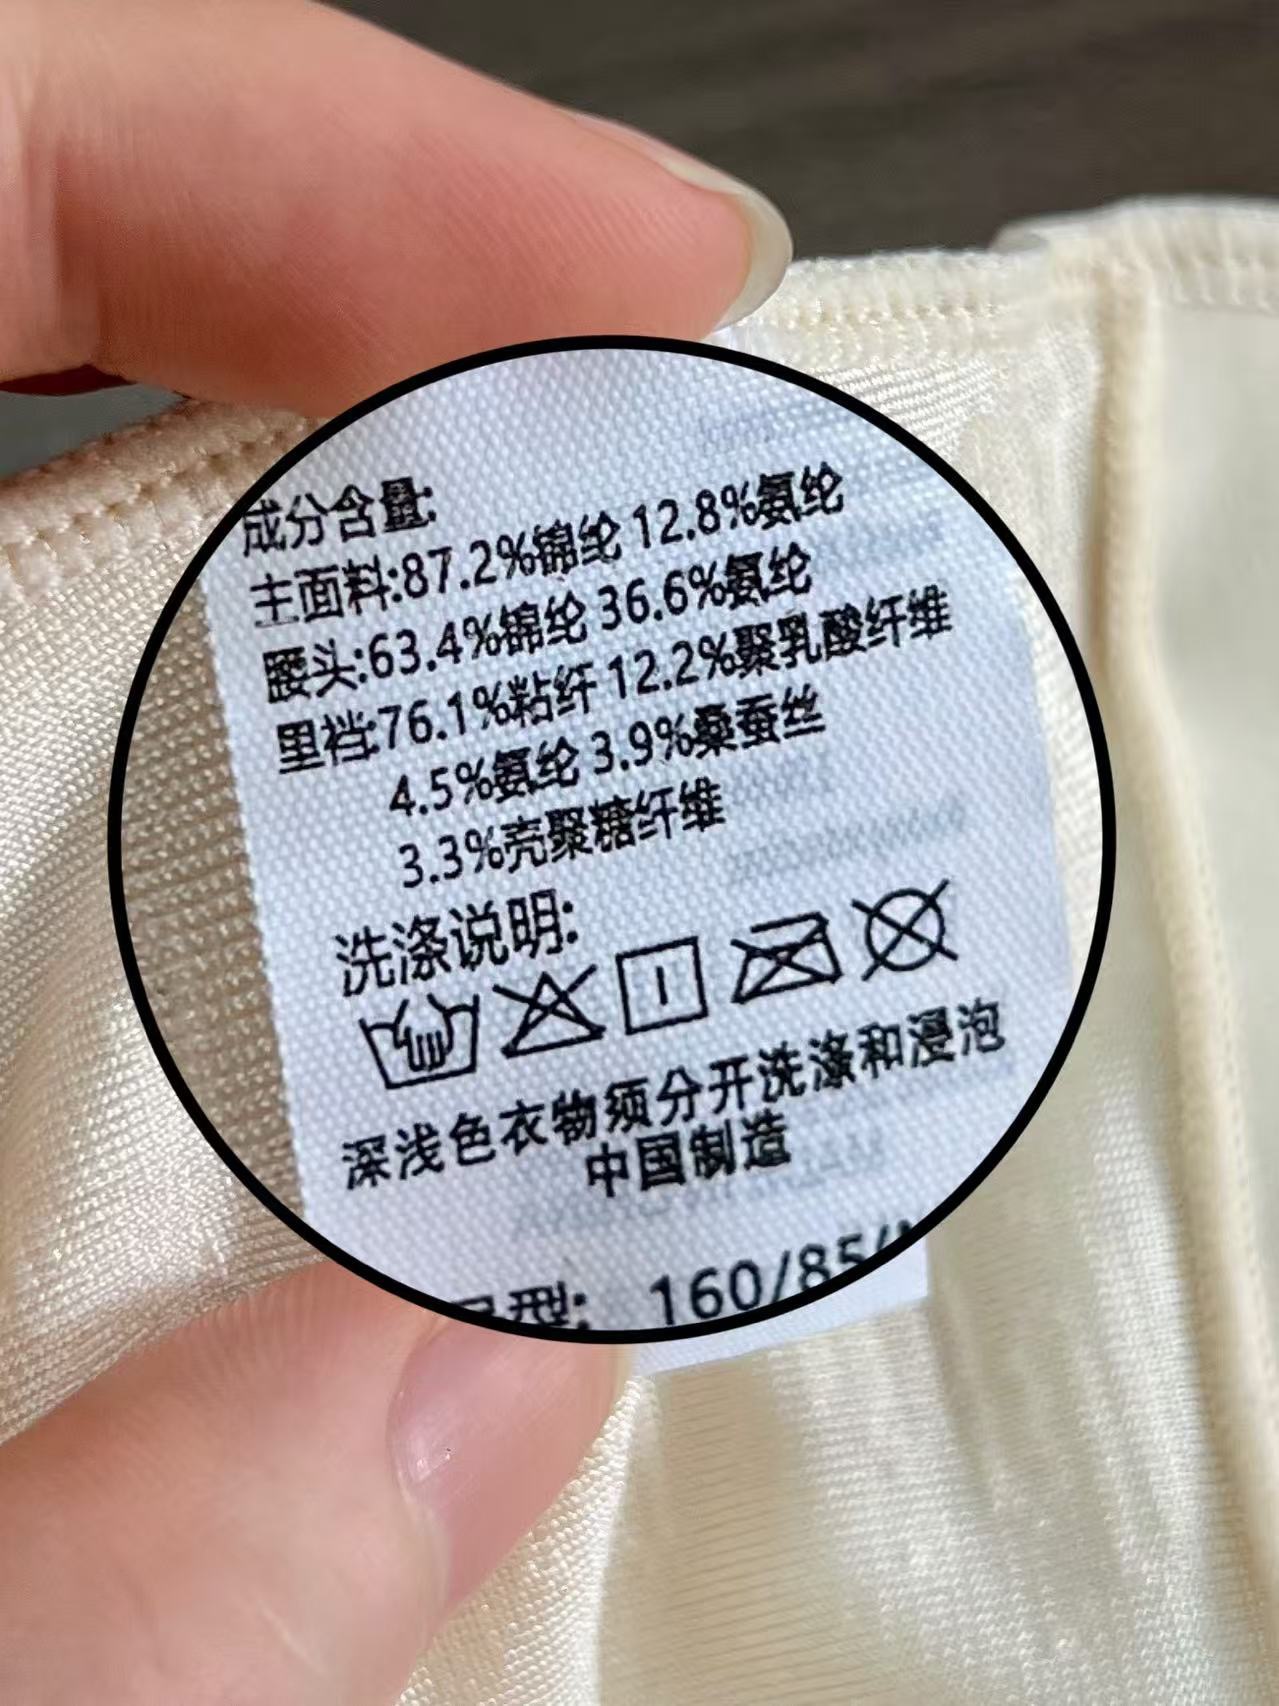 成分含量:
主面料:87.2%锦纶 12.8%氨纶
腰头:63.4%锦纶 36.6%氨纶
里裆:76.1%粘纤 12.2%聚乳酸纤维
4.5%氨纶 3.9%桑蚕丝
3.3%壳聚糖纤维
洗涤说明:
深浅色衣物须分开洗涤和浸泡
中国制造
号型: 160/85/